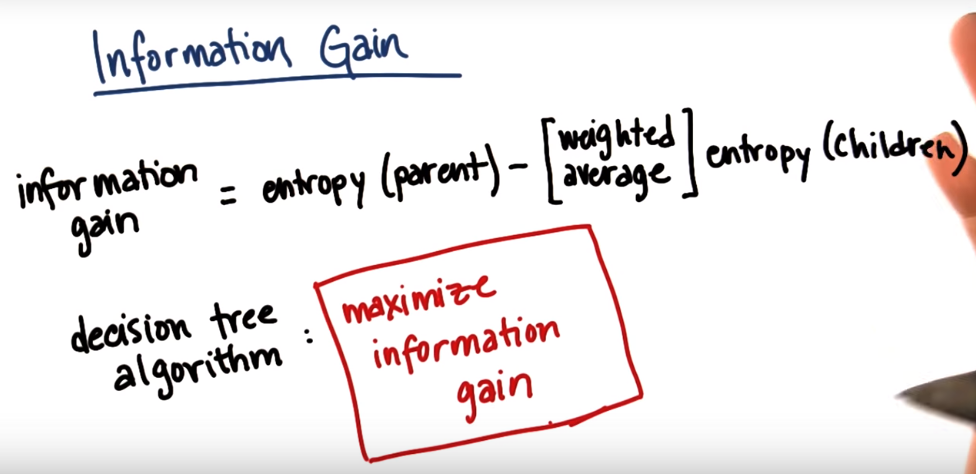 Information Gain
information gain = entropy (parent) - [weighted average] entropy (children)
decision tree algorithm : maximize information gain